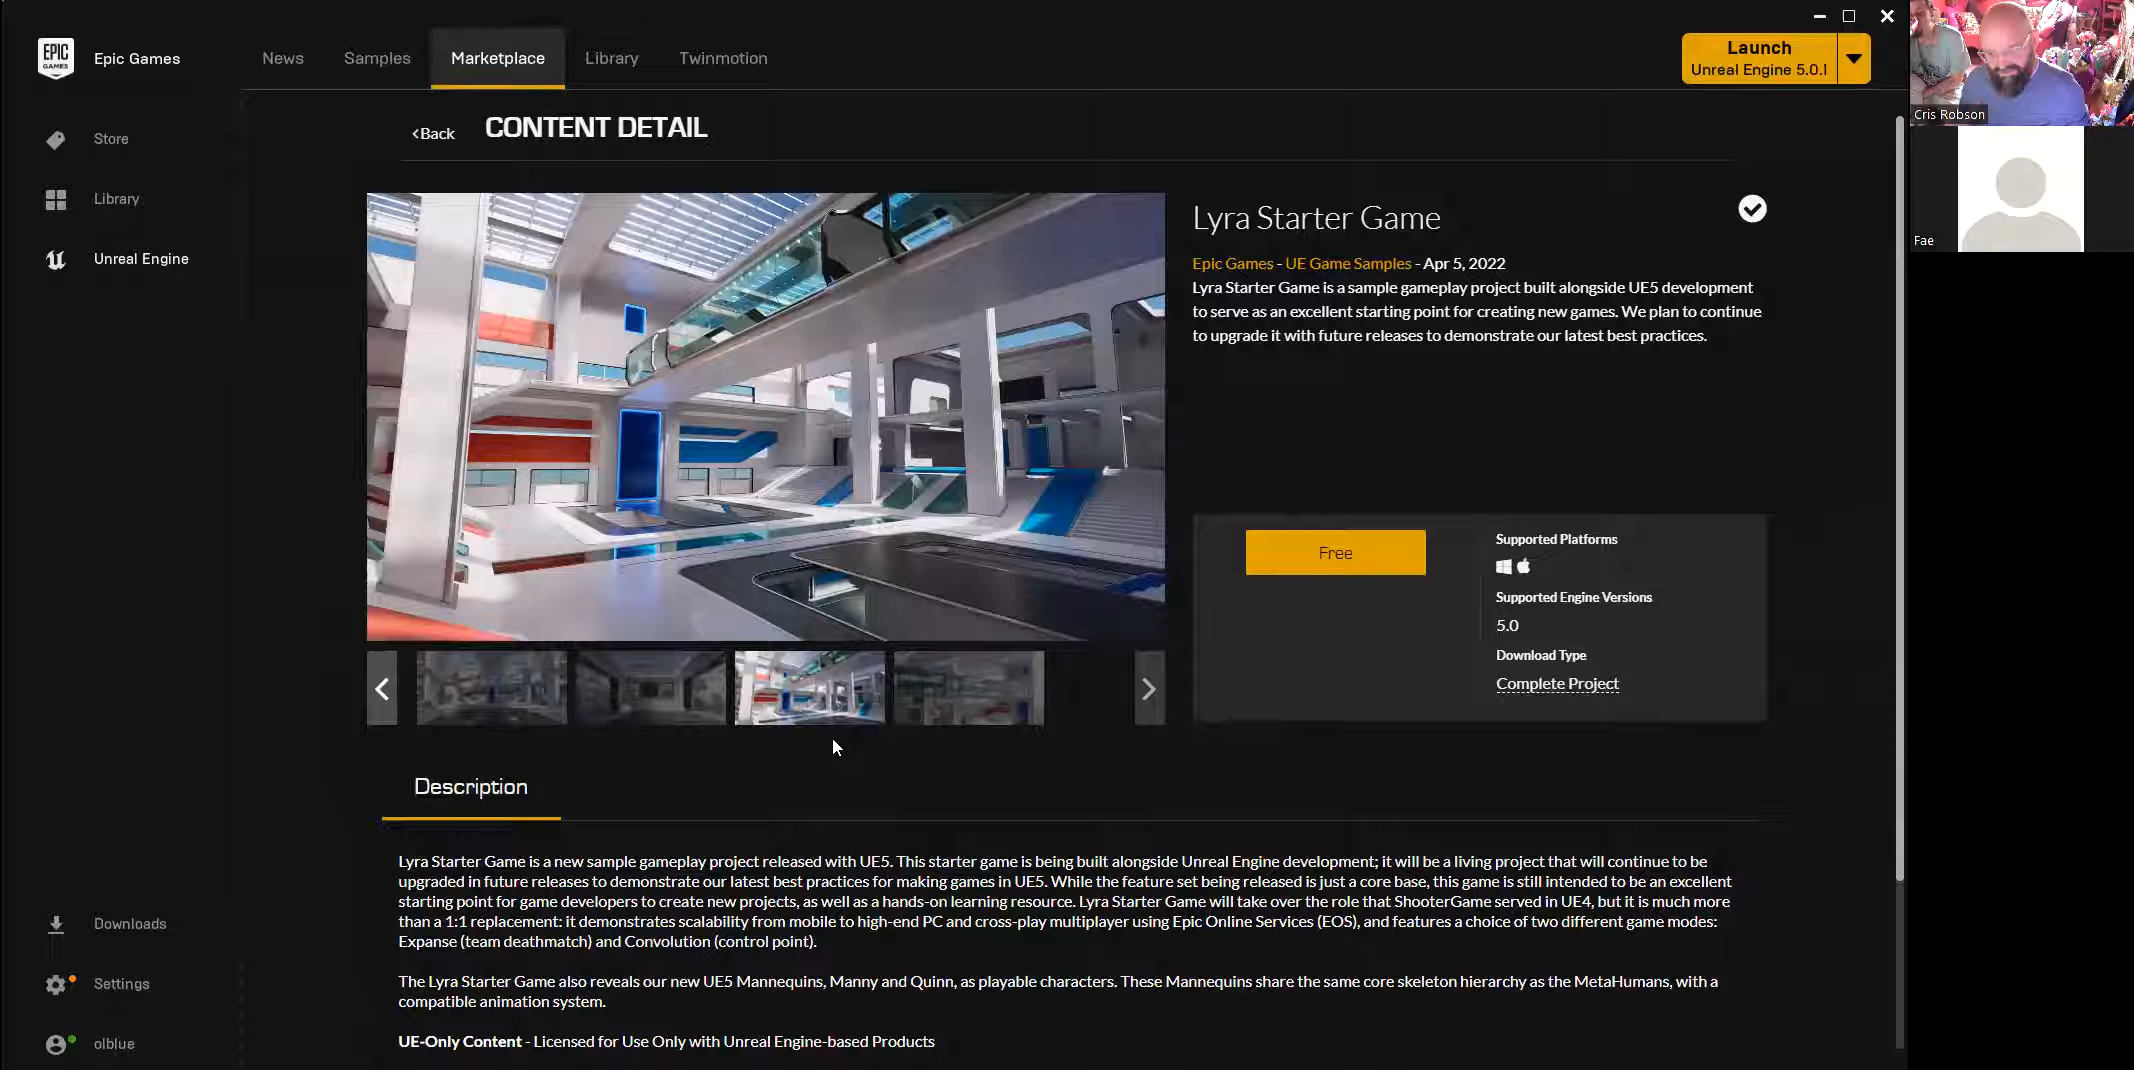 EPIC GAMES
Epic Games
News
Samples
Marketplace
Library
Twinmotion
Launch
Unreal Engine 5.0.1
Cris Robson
Fae
Store
Library
Unreal Engine
Downloads
Settings
olblue
Back
CONTENT DETAIL
Lyra Starter Game
Epic Games - UE Game Samples - Apr 5, 2022
Lyra Starter Game is a sample gameplay project built alongside UE5 development
to serve as an excellent starting point for creating new games. We plan to continue
to upgrade it with future releases to demonstrate our latest best practices.
Free
Supported Platforms
Supported Engine Versions
5.0
Download Type
Complete Project
Description
Lyra Starter Game is a new sample gameplay project released with UE5. This starter game is being built alongside Unreal Engine development; it will be a living project that will continue to be
upgraded in future releases to demonstrate our latest best practices for making games in UE5. While the feature set being released is just a core base, this game is still intended to be an excellent
starting point for game developers to create new projects, as well as a hands-on learning resource. Lyra Starter Game will take over the role that ShooterGame served in UE4, but it is much more
than a 1:1 replacement: it demonstrates scalability from mobile to high-end PC and cross-play multiplayer using Epic Online Services (EOS), and features a choice of two different game modes:
Expanse (team deathmatch) and Convolution (control point).
The Lyra Starter Game also reveals our new UE5 Mannequins, Manny and Quinn, as playable characters. These Mannequins share the same core skeleton hierarchy as the MetaHumans, with a
compatible animation system.
UE-Only Content - Licensed for Use Only with Unreal Engine-based Products